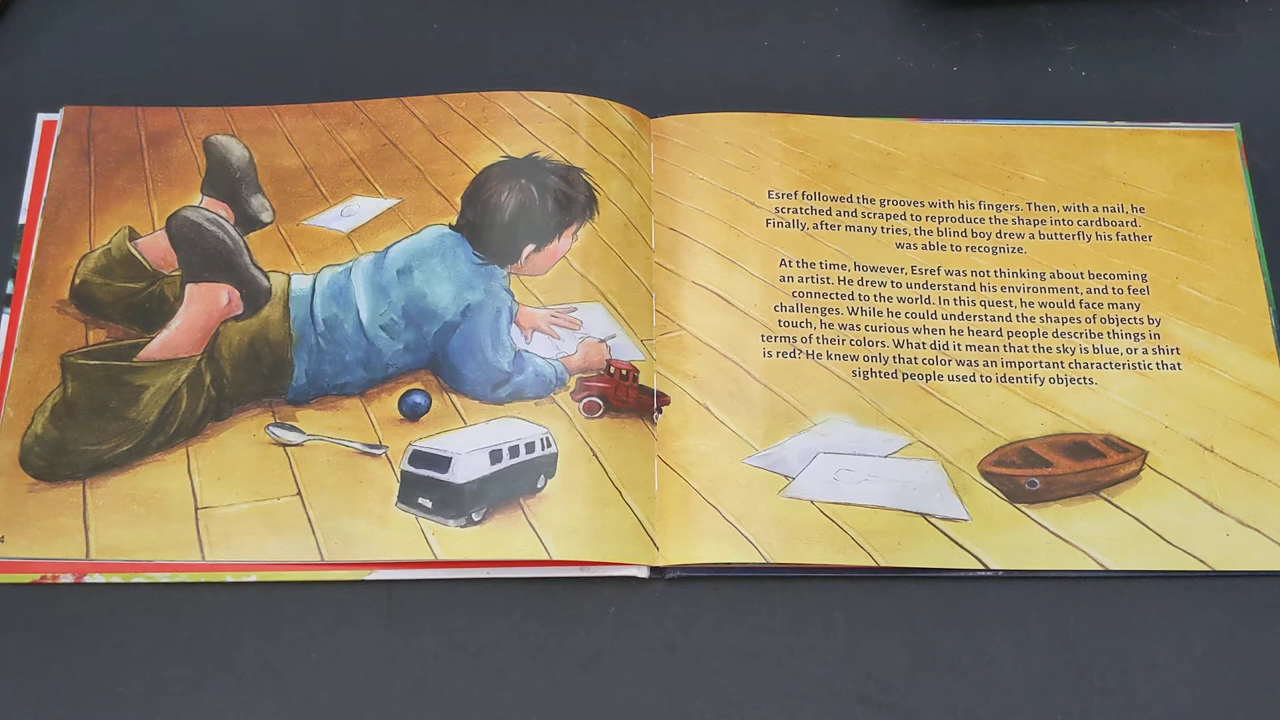 Esref followed the grooves with his fingers. Then, with a nail, he
scratched and scraped to reproduce the shape into cardboard.
Finally, after many tries, the blind boy drew a butterfly his father
was able to recognize.
At the time, however, Esref was not thinking about becoming
an artist. He drew to understand his environment, and to feel
connected to the world. In this quest, he would face many
challenges. While he could understand the shapes of objects by
touch, he was curious when he heard people describe things in
terms of their colors. What did it mean that the sky is blue, or a shirt
is red? He knew only that color was an important characteristic that
sighted people used to identify objects.
4